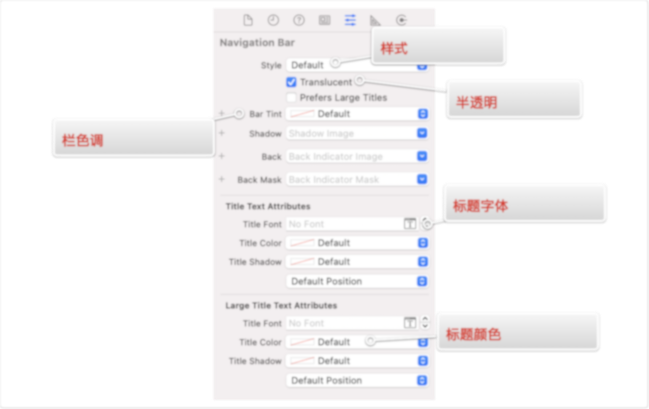 Navigation Bar
样式
Style Default
Translucent
半透明
Prefers Large Titles
Bar Tint Default
栏色调
Shadow Shadow Image
Back Back Indicator Image
Back Mask Back Indicator Mask
Title Text Attributes
标题字体
Title Font No Font
Title Color Default
Title Shadow Default
Default Position
Large Title Text Attributes
Title Font No Font
标题颜色
Title Color Default
Title Shadow Default
Default Position